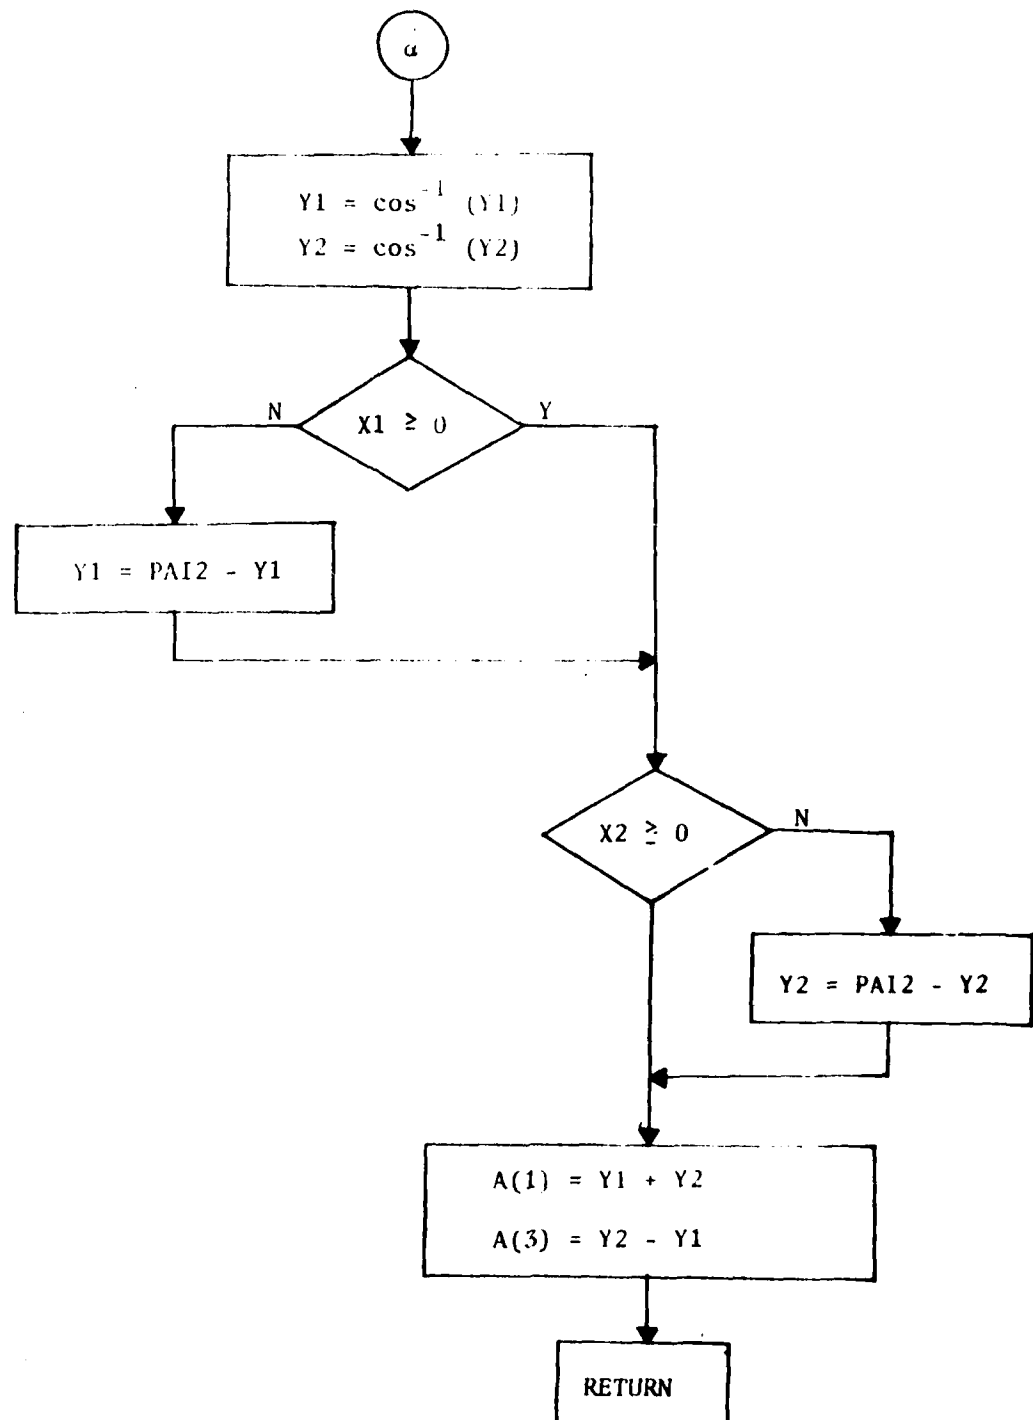 α
Y1 = cos⁻¹ (Y1)
Y2 = cos⁻¹ (Y2)
N
X1 ≥ 0
Y
Y1 = PAI2 - Y1
X2 ≥ 0
N
Y2 = PAI2 - Y2
A(1) = Y1 + Y2
A(3) = Y2 - Y1
RETURN